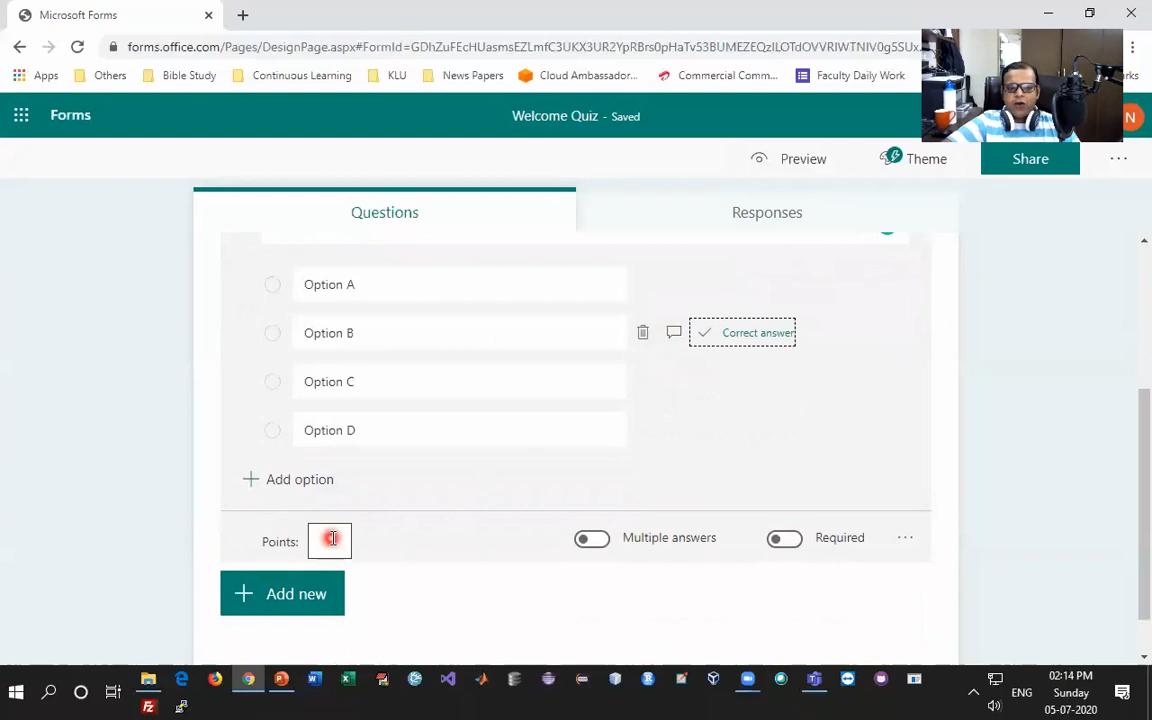 Microsoft Forms
forms.office.com/Pages/DesignPage.aspx#FormId=GDhZuFEcHUasmsEZLmfC3UKX3UR2YpRBrs0pHaTv53BUMEZEQzlLOTdOVVRIWTNIV0g5SUx
Apps
Others
Bible Study
Continuous Learning
KLU
News Papers
Cloud Ambassador...
Commercial Comm...
Faculty Daily Work
Forms
Welcome Quiz - Saved
N
Preview
Theme
Share
Questions
Responses
Option A
Option B
Correct answer
Option C
Option D
Add option
Points:
Multiple answers
Required
Add new
02:14 PM
ENG
Sunday
05-07-2020